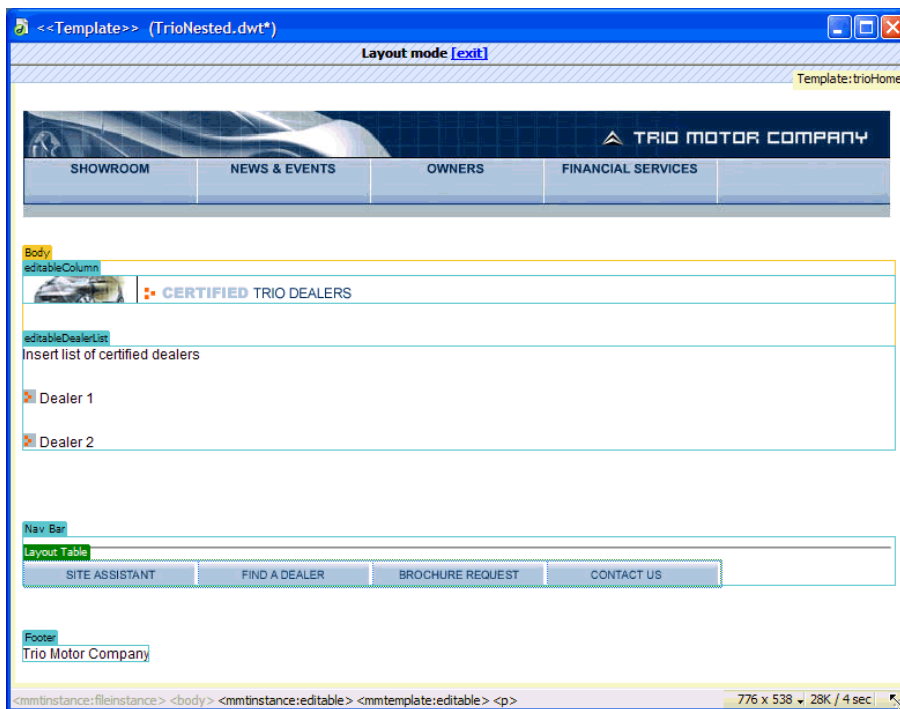 <<Template>> (TrioNested.dwt*)
Layout mode [exit]
Template:trioHome
TRIO MOTOR COMPANY
SHOWROOM NEWS & EVENTS OWNERS FINANCIAL SERVICES
Body
editableColumn
CERTIFIED TRIO DEALERS
editableDealerList
Insert list of certified dealers
Dealer 1
Dealer 2
Nav Bar
Layout Table
SITE ASSISTANT FIND A DEALER BROCHURE REQUEST CONTACT US
Footer
Trio Motor Company
<mmtinstance:fileinstance> <body> <mmtinstance:editable> <mmtemplate:editable> <p> 776 x 538 28K / 4 sec